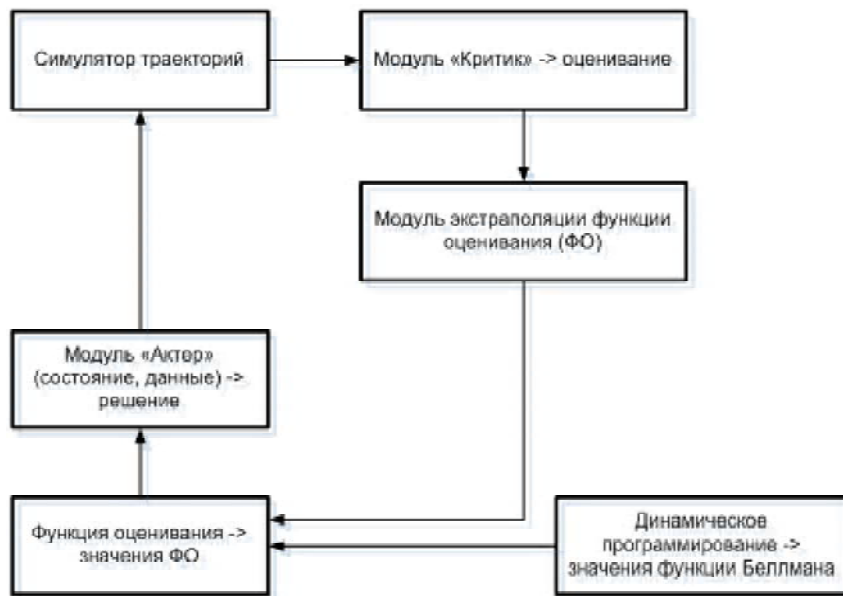 Симулятор траекторий
Модуль «Критик» -> оценивание
Модуль экстраполяции функции
оценивания (ФО)
Модуль «Актер»
(состояние, данные) ->
решение
Функция оценивания ->
значения ФО
Динамическое
программирование ->
значения функции Беллмана